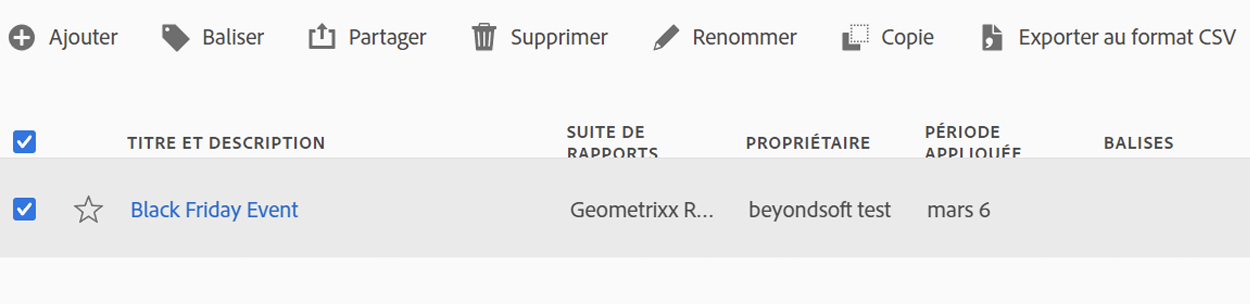 Ajouter Baliser Partager Supprimer Renommer Copie Exporter au format CSV
TITRE ET DESCRIPTION SUITE DE RAPPORTS PROPRIÉTAIRE PÉRIODE APPLIQUÉE BALISES
Black Friday Event Geometrixx R... beyondsoft test mars 6